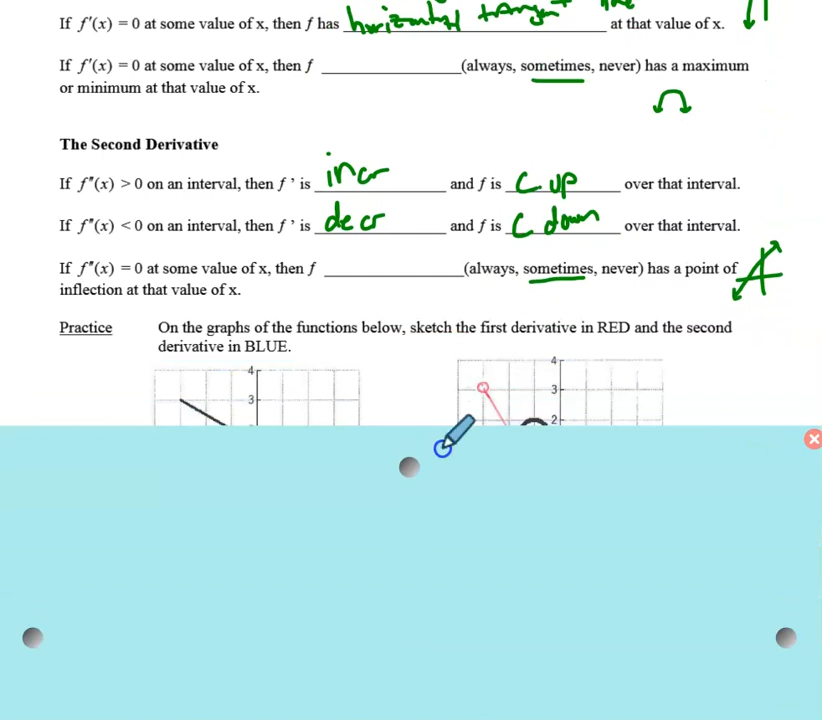 If f'(x) = 0 at some value of x, then f has horizontal tangent line at that value of x.
If f'(x) = 0 at some value of x, then f ______________ (always, sometimes, never) has a maximum
or minimum at that value of x.
The Second Derivative
If f"(x) > 0 on an interval, then f ' is incr and f is C up over that interval.
If f"(x) < 0 on an interval, then f ' is decr and f is C down over that interval.
If f"(x) = 0 at some value of x, then f ______________ (always, sometimes, never) has a point of
inflection at that value of x.
Practice On the graphs of the functions below, sketch the first derivative in RED and the second
derivative in BLUE.
4 4
3 3
2